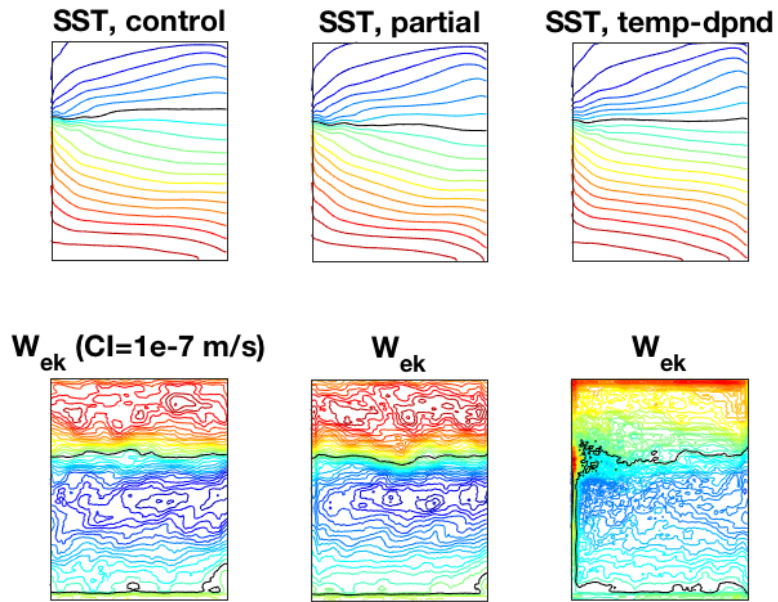 SST, control
SST, partial
SST, temp-dpnd
Wek (CI=1e-7 m/s)
Wek
Wek